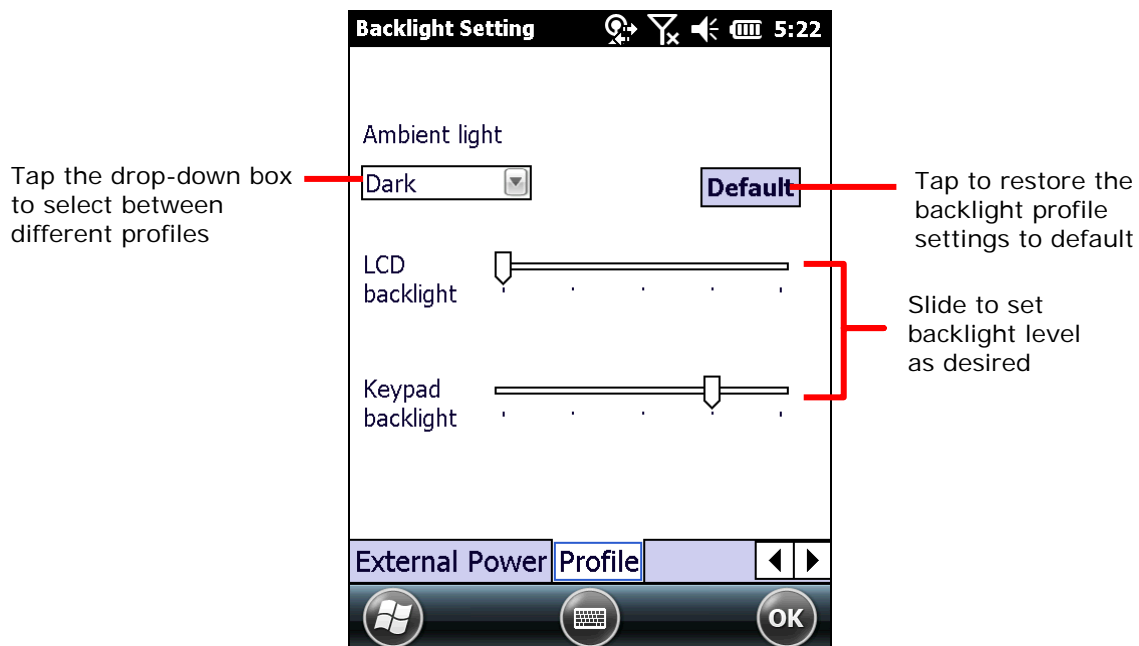 Backlight Setting 5:22
Ambient light
Tap the drop-down box
to select between
different profiles
Dark
Default
Tap to restore the
backlight profile
settings to default
LCD
backlight
Slide to set
backlight level
as desired
Keypad
backlight
External Power Profile
OK